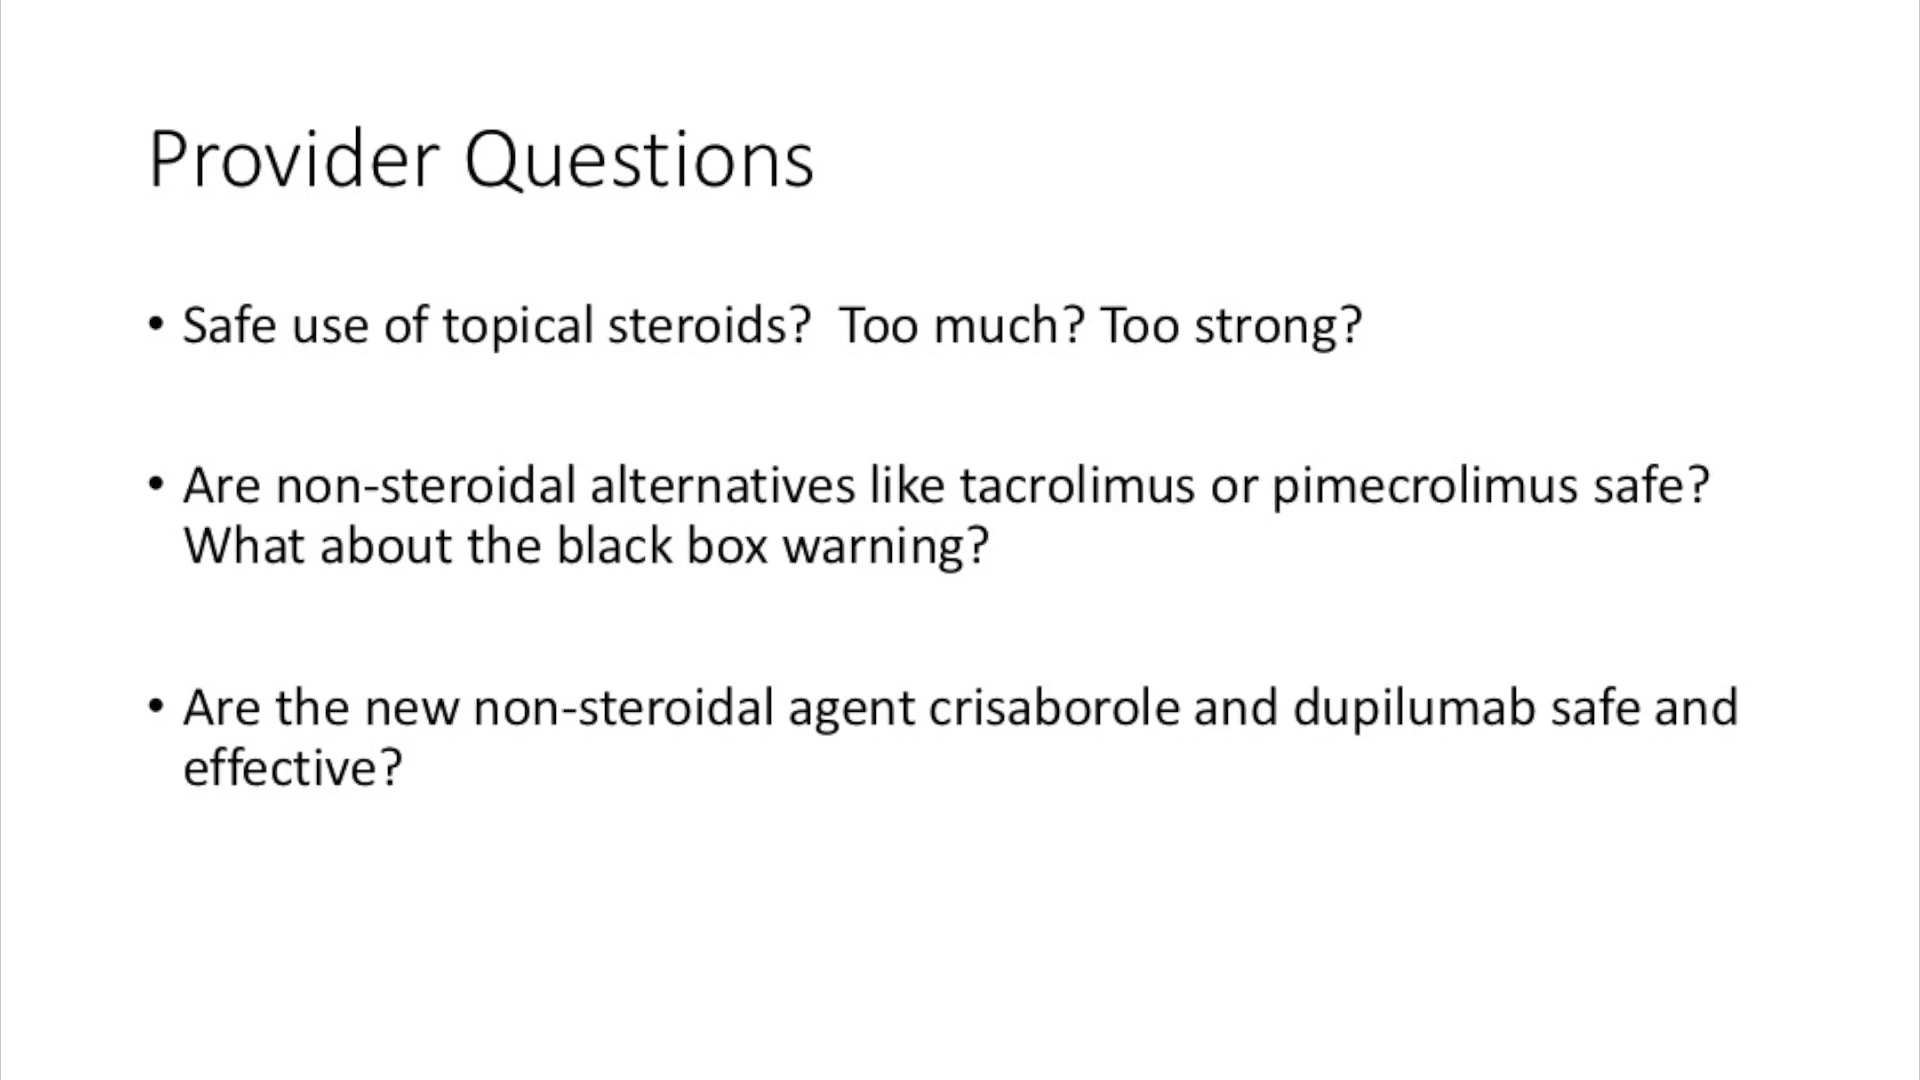 Provider Questions
• Safe use of topical steroids?  Too much? Too strong?
• Are non-steroidal alternatives like tacrolimus or pimecrolimus safe?
What about the black box warning?
• Are the new non-steroidal agent crisaborole and dupilumab safe and
effective?